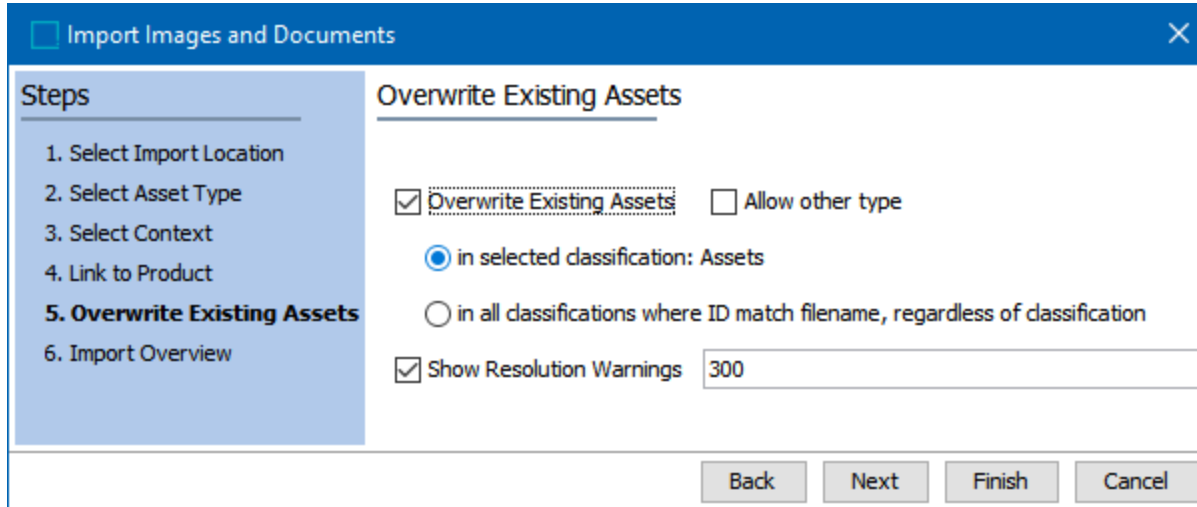 Import Images and Documents
Steps
1. Select Import Location
2. Select Asset Type
3. Select Context
4. Link to Product
5. Overwrite Existing Assets
6. Import Overview
Overwrite Existing Assets
Overwrite Existing Assets Allow other type
in selected classification: Assets
in all classifications where ID match filename, regardless of classification
Show Resolution Warnings 300
Back Next Finish Cancel